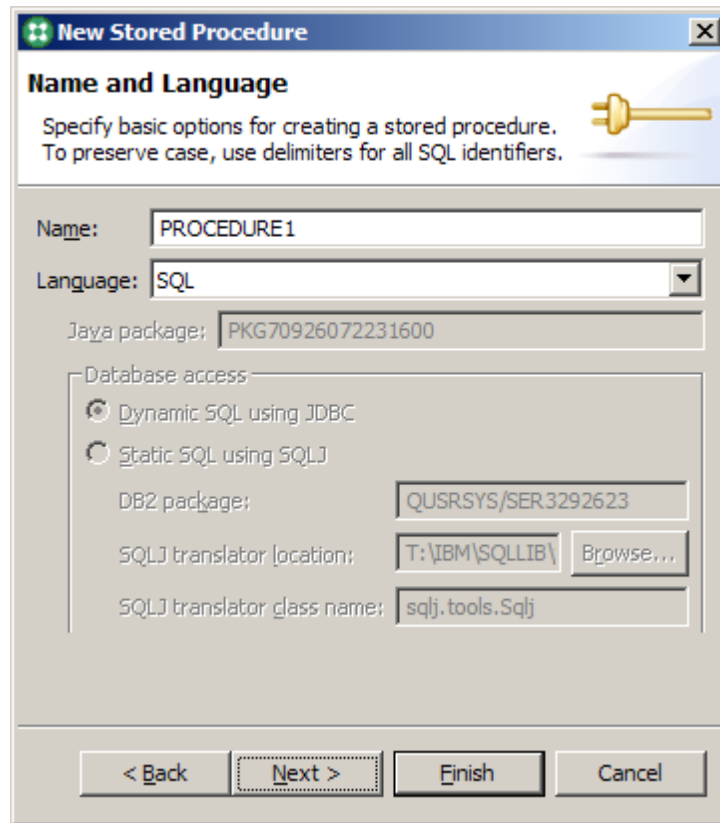 New Stored Procedure
Name and Language
Specify basic options for creating a stored procedure.
To preserve case, use delimiters for all SQL identifiers.
Name: PROCEDURE1
Language: SQL
Java package: PKG70926072231600
Database access
Dynamic SQL using JDBC
Static SQL using SQLJ
DB2 package: QUSRSYS/SER3292623
SQLJ translator location: T:\IBM\SQLLIB\ Browse...
SQLJ translator class name: sqlj.tools.Sqlj
< Back Next > Finish Cancel